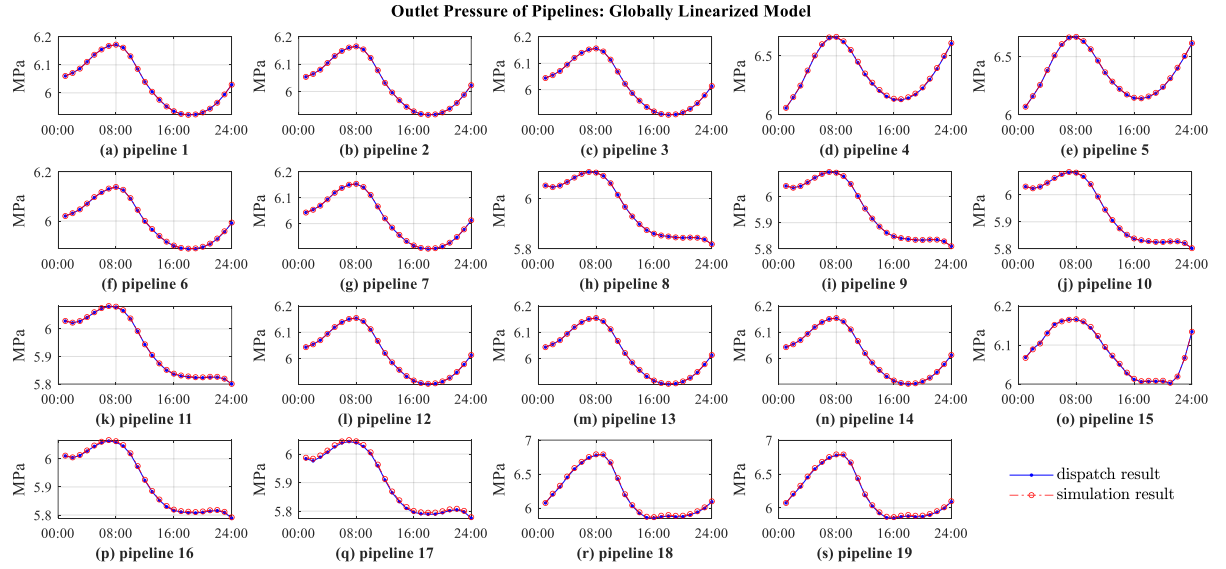 Outlet Pressure of Pipelines: Globally Linearized Model
6.2 6.2 6.2
MPa 6.1 MPa 6.1 MPa 6.1 MPa 6.5 MPa 6.5
6 6 6 6 6
00:00 08:00 16:00 24:00 00:00 08:00 16:00 24:00 00:00 08:00 16:00 24:00 00:00 08:00 16:00 24:00 00:00 08:00 16:00 24:00
(a) pipeline 1 (b) pipeline 2 (c) pipeline 3 (d) pipeline 4 (e) pipeline 5
6.2 6.2
MPa 6 MPa 6.1 6 MPa 6 5.8 MPa 6 5.9 5.8 MPa 6 5.9 5.8
00:00 08:00 16:00 24:00 00:00 08:00 16:00 24:00 00:00 08:00 16:00 24:00 00:00 08:00 16:00 24:00 00:00 08:00 16:00 24:00
(f) pipeline 6 (g) pipeline 7 (h) pipeline 8 (i) pipeline 9 (j) pipeline 10
6.2 6.2 6.2 6.2
MPa 6 5.9 5.8 MPa 6.1 6 MPa 6.1 6 MPa 6.1 6 MPa 6.1 6
00:00 08:00 16:00 24:00 00:00 08:00 16:00 24:00 00:00 08:00 16:00 24:00 00:00 08:00 16:00 24:00 00:00 08:00 16:00 24:00
(k) pipeline 11 (l) pipeline 12 (m) pipeline 13 (n) pipeline 14 (o) pipeline 15
7 7
MPa 6 5.9 5.8 MPa 6 5.9 5.8 MPa 6.5 6 MPa 6.5 6
00:00 08:00 16:00 24:00 00:00 08:00 16:00 24:00 00:00 08:00 16:00 24:00 00:00 08:00 16:00 24:00
(p) pipeline 16 (q) pipeline 17 (r) pipeline 18 (s) pipeline 19
dispatch result
simulation result